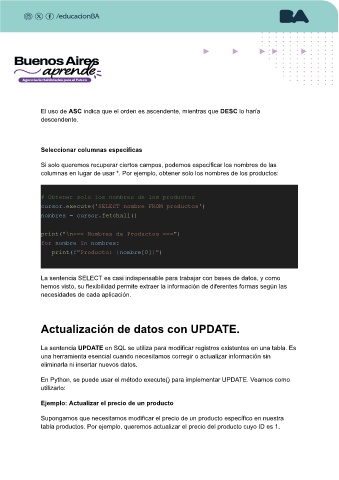 /educacionBA
BA
Buenos Aires
aprende
Agencia de Habilidades para el Futuro
El uso de ASC indica que el orden es ascendente, mientras que DESC lo haría
descendente.
Seleccionar columnas específicas
Si solo queremos recuperar ciertos campos, podemos especificar los nombres de las
columnas en lugar de usar *. Por ejemplo, obtener solo los nombres de los productos:
# Obtener solo los nombres de los productos
cursor.execute('SELECT nombre FROM productos')
nombres = cursor.fetchall()
print("\n=== Nombres de Productos ===")
for nombre in nombres:
print(f"Producto: {nombre[0]}")
La sentencia SELECT es casi indispensable para trabajar con bases de datos, y como
hemos visto, su flexibilidad permite extraer la información de diferentes formas según las
necesidades de cada aplicación.
Actualización de datos con UPDATE.
La sentencia UPDATE en SQL se utiliza para modificar registros existentes en una tabla. Es
una herramienta esencial cuando necesitamos corregir o actualizar información sin
eliminarla ni insertar nuevos datos.
En Python, se puede usar el método execute() para implementar UPDATE. Veamos como
utilizarlo:
Ejemplo: Actualizar el precio de un producto
Supongamos que necesitamos modificar el precio de un producto específico en nuestra
tabla productos. Por ejemplo, queremos actualizar el precio del producto cuyo ID es 1.